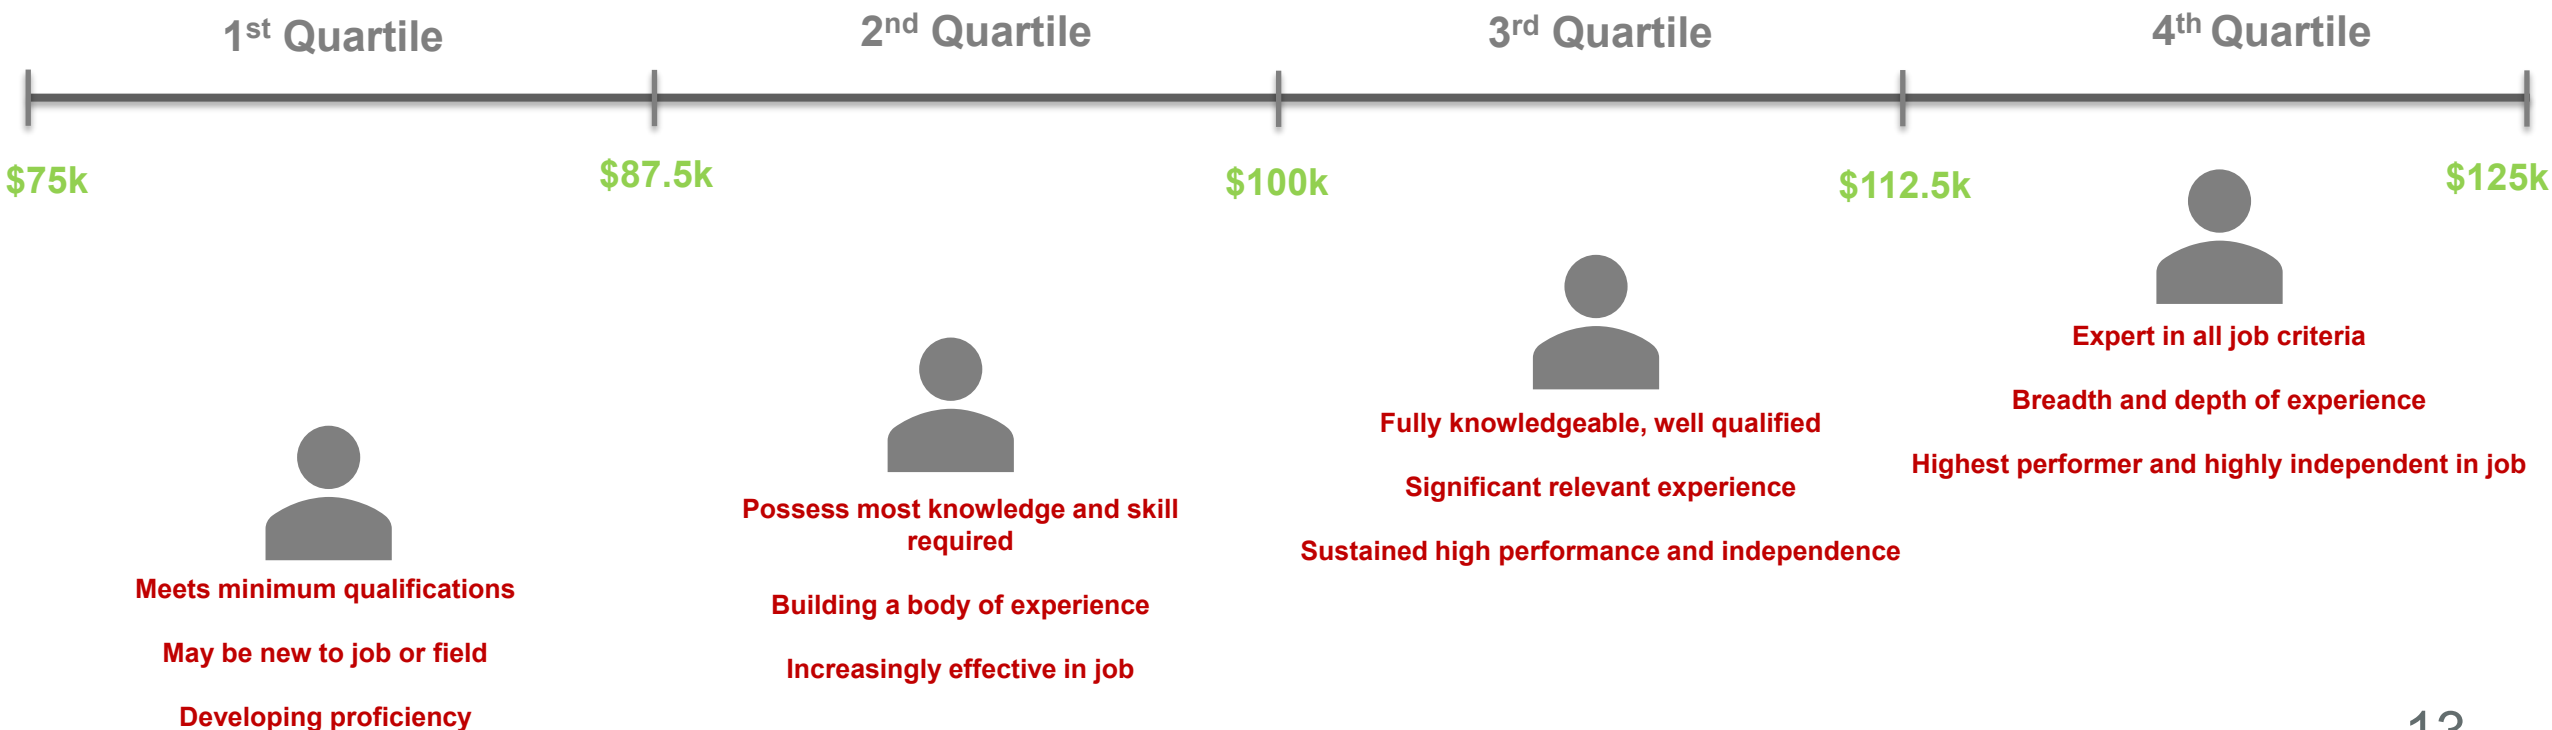 1st Quartile
2nd Quartile
3rd Quartile
4th Quartile
$75k
$87.5k
$100k
$112.5k
$125k
Meets minimum qualifications
May be new to job or field
Developing proficiency
Possess most knowledge and skill
required
Building a body of experience
Increasingly effective in job
Fully knowledgeable, well qualified
Significant relevant experience
Sustained high performance and independence
Expert in all job criteria
Breadth and depth of experience
Highest performer and highly independent in job